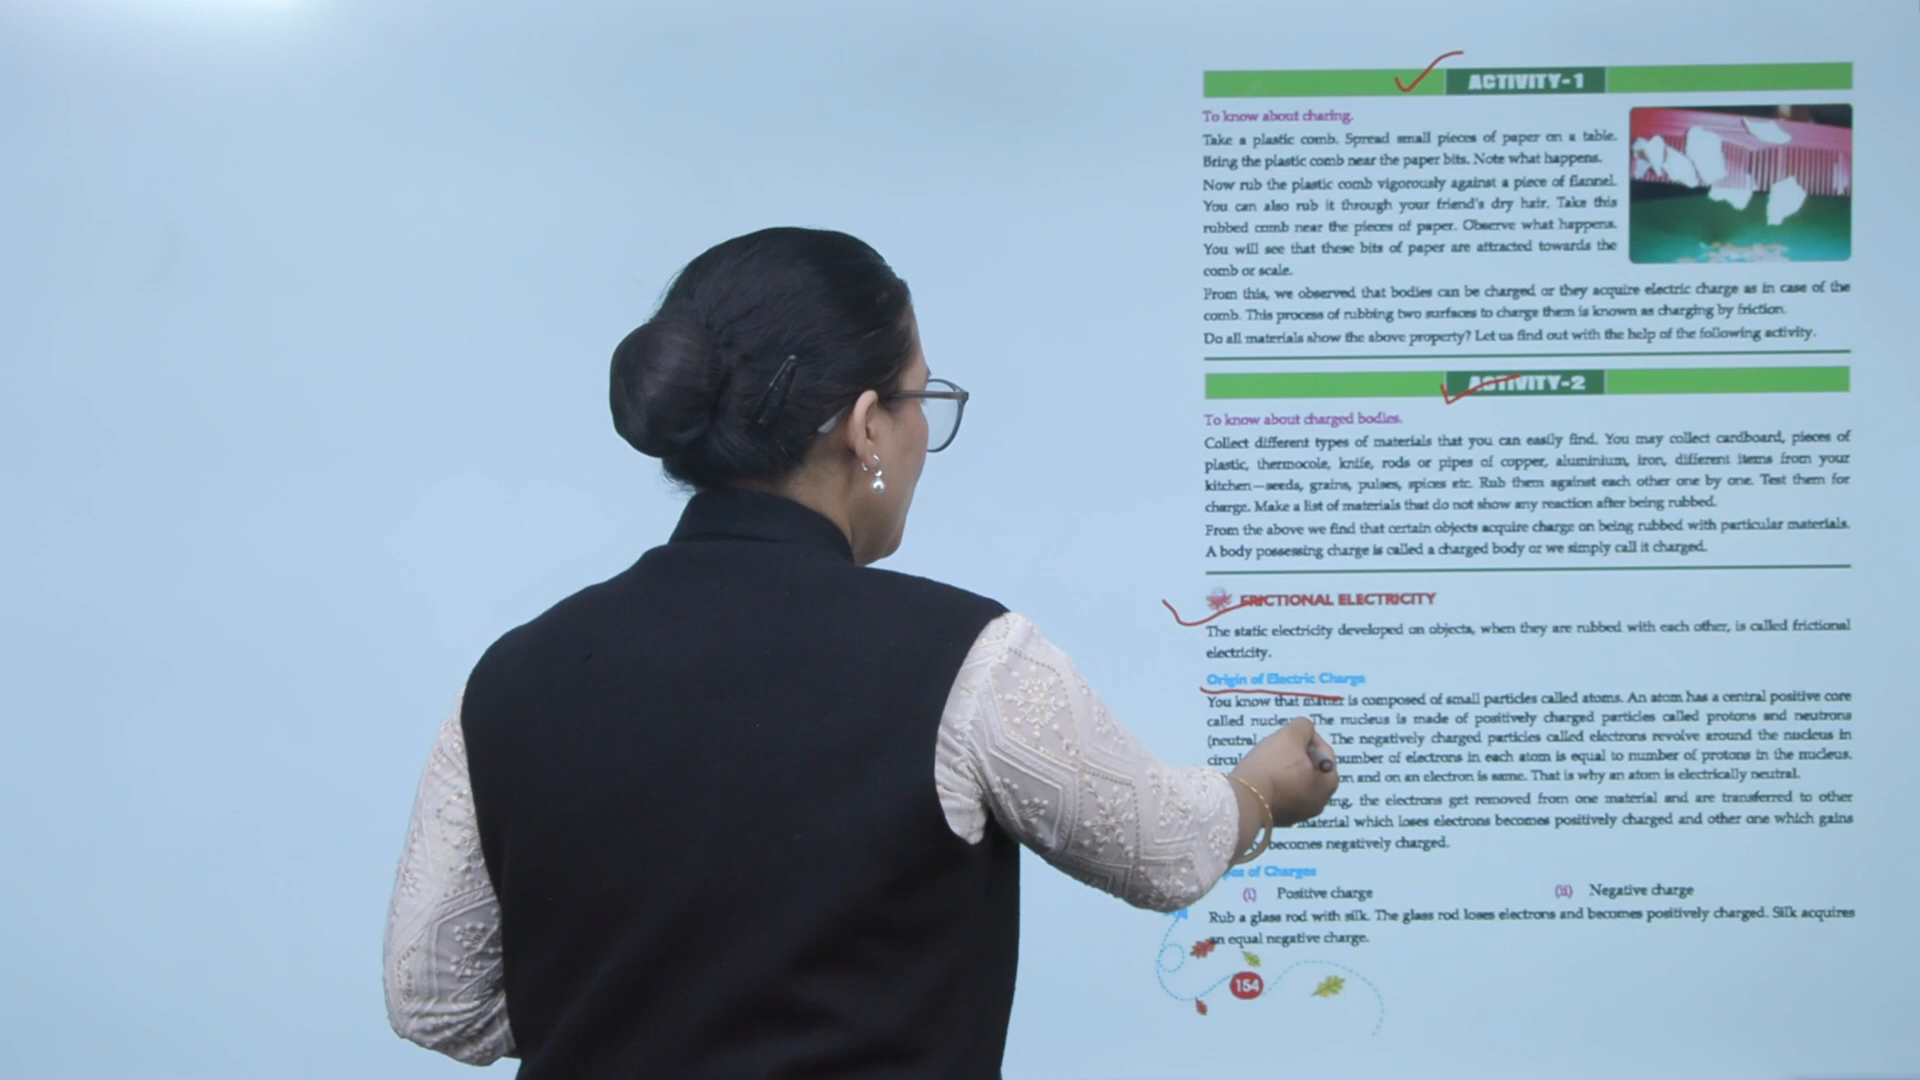 ACTIVITY-1
To know about charing.
Take a plastic comb. Spread small pieces of paper on a table.
Bring the plastic comb near the paper bits. Note what happens.
Now rub the plastic comb vigorously against a piece of flannel.
You can also rub it through your friend's dry hair. Take this
rubbed comb near the pieces of paper. Observe what happens.
You will see that these bits of paper are attracted towards the
comb or scale.
From this, we observed that bodies can be charged or they acquire electric charge as in case of the
comb. This process of rubbing two surfaces to charge them is known as charging by friction.
Do all materials show the above property? Let us find out with the help of the following activity.
ACTIVITY-2
To know about charged bodies.
Collect different types of materials that you can easily find. You may collect cardboard, pieces of
plastic, thermocole, knife, rods or pipes of copper, aluminium, iron, different items from your
kitchen—seeds, grains, pulses, spices etc. Rub them against each other one by one. Test them for
charge. Make a list of materials that do not show any reaction after being rubbed.
From the above we find that certain objects acquire charge on being rubbed with particular materials.
A body possessing charge is called a charged body or we simply call it charged.
FRICTIONAL ELECTRICITY
The static electricity developed on objects, when they are rubbed with each other, is called frictional
electricity.
Origin of Electric Charge
You know that matter is composed of small particles called atoms. An atom has a central positive core
called The nucleus is made of positively charged particles called protons and neutrons
(neutral The negatively charged particles called electrons revolve around the nucleus in
number of electrons in each atom is equal to number of protons in the nucleus.
and on an electron is same. That is why an atom is electrically neutral.
the electrons get removed from one material and are transferred to other
material which loses electrons becomes positively charged and other one which gains
becomes negatively charged.
of Charges
(i) Positive charge (ii) Negative charge
Rub a glass rod with silk. The glass rod loses electrons and becomes positively charged. Silk acquires
an equal negative charge.
154